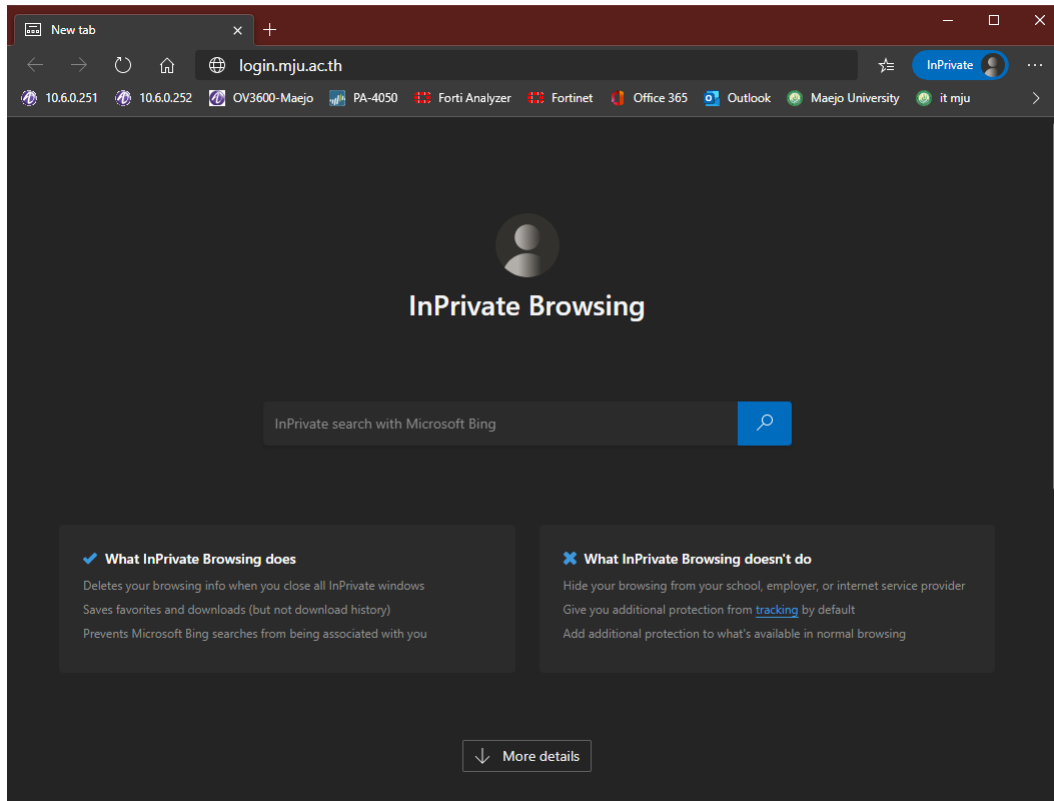 New tab
login.mju.ac.th
InPrivate
10.6.0.251 10.6.0.252 OV3600-Maejo PA-4050 Forti Analyzer Fortinet Office 365 Outlook Maejo University it mju
InPrivate Browsing
InPrivate search with Microsoft Bing
What InPrivate Browsing does
Deletes your browsing info when you close all InPrivate windows
Saves favorites and downloads (but not download history)
Prevents Microsoft Bing searches from being associated with you
What InPrivate Browsing doesn't do
Hide your browsing from your school, employer, or internet service provider
Give you additional protection from tracking by default
Add additional protection to what's available in normal browsing
More details